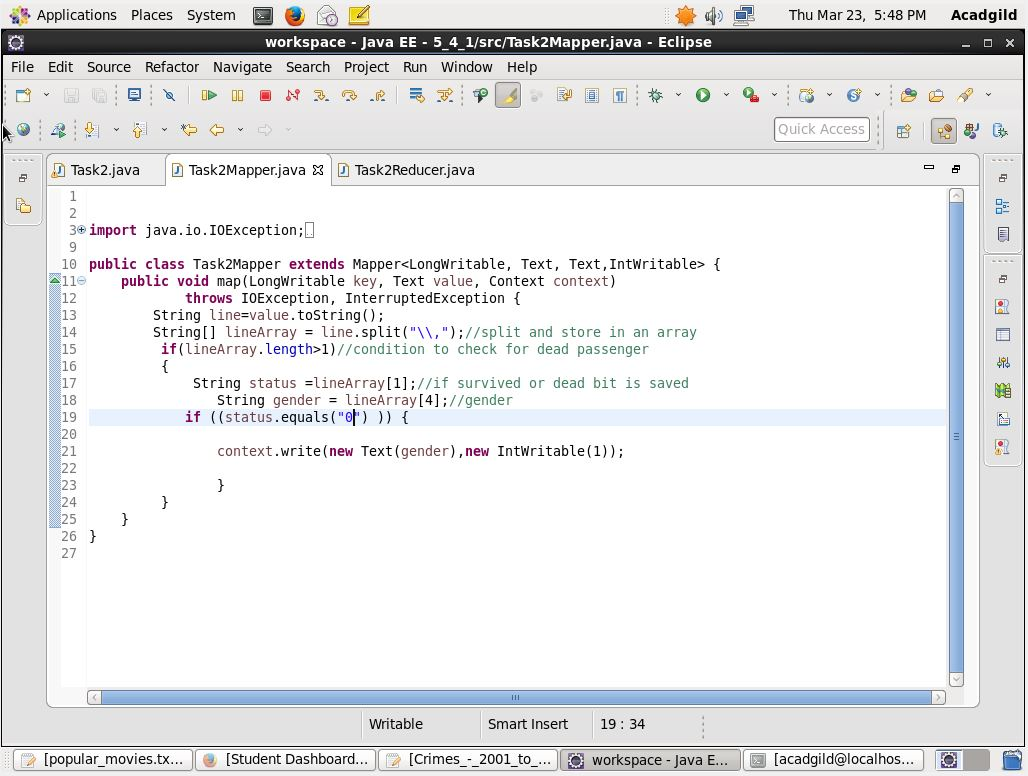 Applications Places System Thu Mar 23, 5:48 PM Acadgild
workspace - Java EE - 5_4_1/src/Task2Mapper.java - Eclipse
File Edit Source Refactor Navigate Search Project Run Window Help
Quick Access
Task2.java Task2Mapper.java Task2Reducer.java
1
2
3 import java.io.IOException;
9
10 public class Task2Mapper extends Mapper<LongWritable, Text, Text,IntWritable> {
11 public void map(LongWritable key, Text value, Context context)
12 throws IOException, InterruptedException {
13 String line=value.toString();
14 String[] lineArray = line.split("\\,");//split and store in an array
15 if(lineArray.length>1)//condition to check for dead passenger
16 {
17 String status =lineArray[1];//if survived or dead bit is saved
18 String gender = lineArray[4];//gender
19 if ((status.equals("0") )) {
20
21 context.write(new Text(gender),new IntWritable(1));
22
23 }
24 }
25 }
26 }
27
Writable Smart Insert 19 : 34
[popular_movies.tx... [Student Dashboard... [Crimes_-_2001_to_... workspace - Java E... [acadgild@localhos...